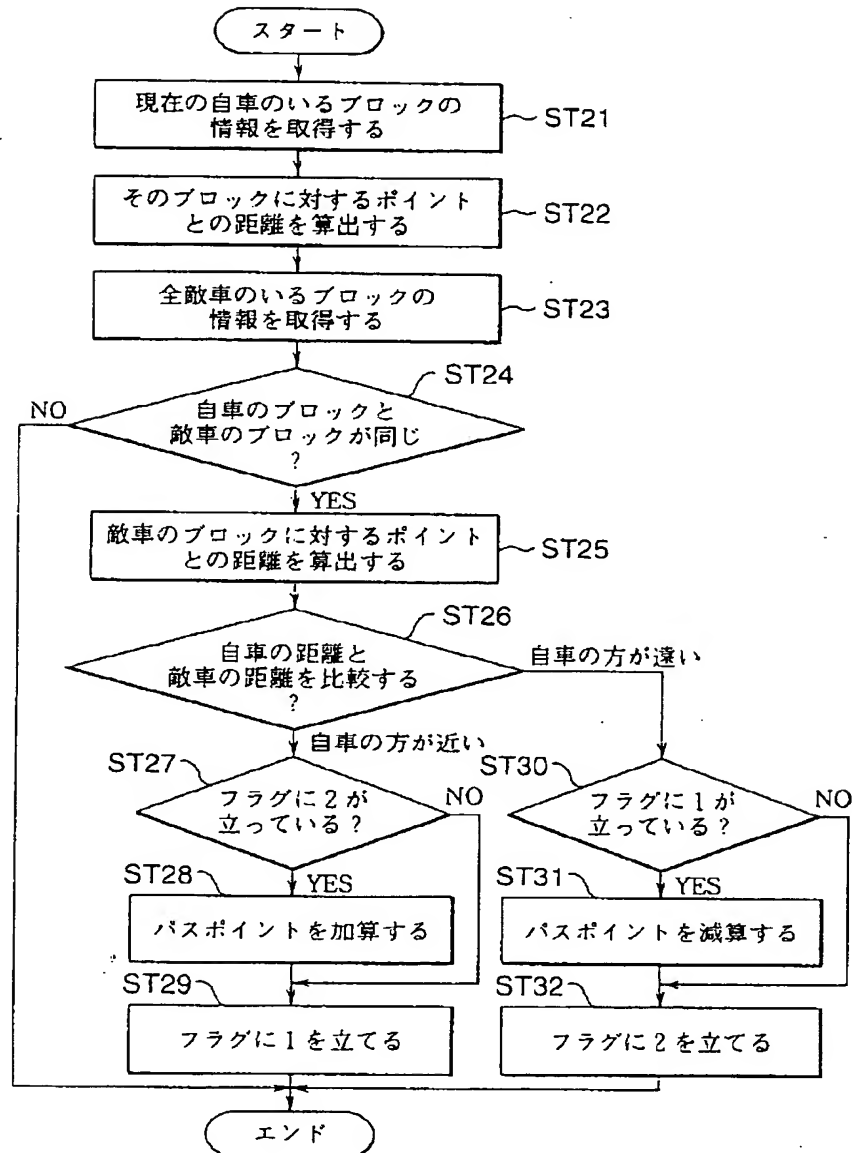 スタート
現在の自車のいるブロックの
情報を取得する
ST21
そのブロックに対するポイント
との距離を算出する
ST22
全敵車のいるブロックの
情報を取得する
ST23
ST24
NO
自車のブロックと
敵車のブロックが同じ
?
YES
敵車のブロックに対するポイント
との距離を算出する
ST25
ST26
自車の距離と
敵車の距離を比較する
?
自車の方が遠い
自車の方が近い
ST27
フラグに2が
立っている?
NO
ST30
フラグに1が
立っている?
NO
ST28
YES
パスポイントを加算する
ST31
YES
パスポイントを減算する
ST29
フラグに1を立てる
ST32
フラグに2を立てる
エンド